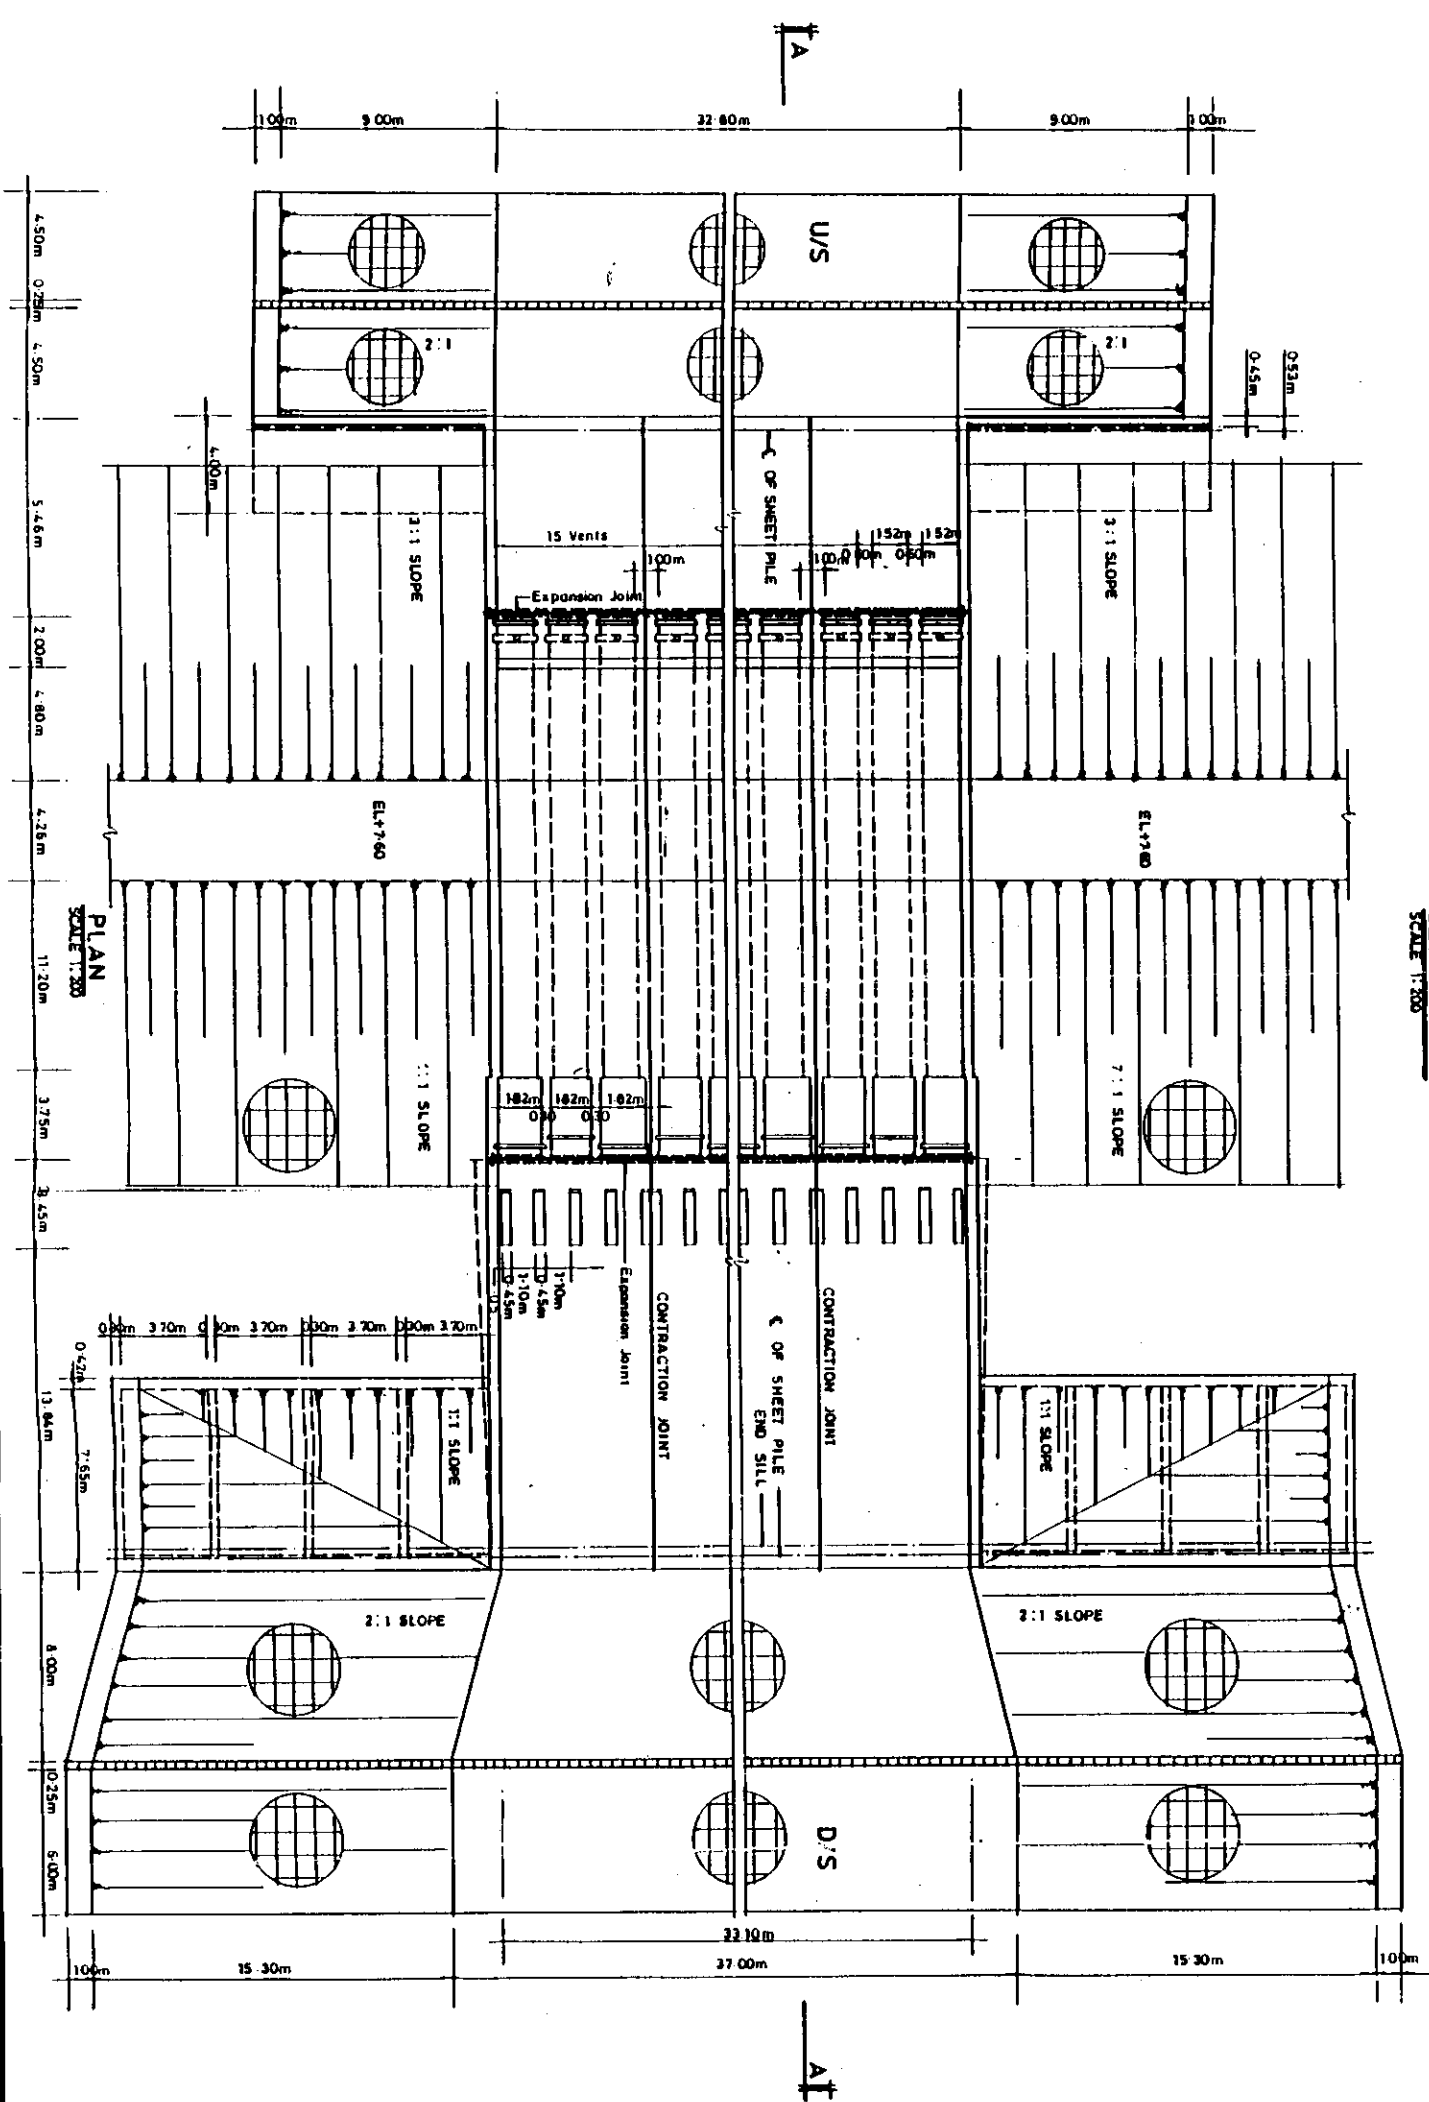 A
1·00m
9·00m
32·80m
9·00m
1·00m
U/S
4·50m
0·25m
4·50m
2:1
2:1
0·53m
0·45m
4·00m
5·46m
3:1 SLOPE
3:1 SLOPE
℄ OF SHEET PILE
15 Vents
1·00m
1·00m
1·52m
1·52m
0·60m
Expansion Joint
2·00m
4·80m
4·25m
EL+7·60
EL+7·60
PLAN
SCALE 1:200
SCALE 1:200
11·20m
:1 SLOPE
7:1 SLOPE
3·75m
1·82m
1·82m
1·82m
0·30
0·30
3·45m
1·10m
1·10m
0·45m
0·45m
Expansion Joint
CONTRACTION JOINT
CONTRACTION JOINT
℄ OF SHEET PILE
END SILL
0·30m
3·70m
0·30m
3·70m
0·30m
3·70m
0·30m
3·70m
0·42m
13·84m
7·65m
1:1 SLOPE
1:1 SLOPE
2:1 SLOPE
2:1 SLOPE
8·00m
0·25m
6·00m
D/S
33·10m
1·00m
15·30m
37·00m
15·30m
1·00m
A